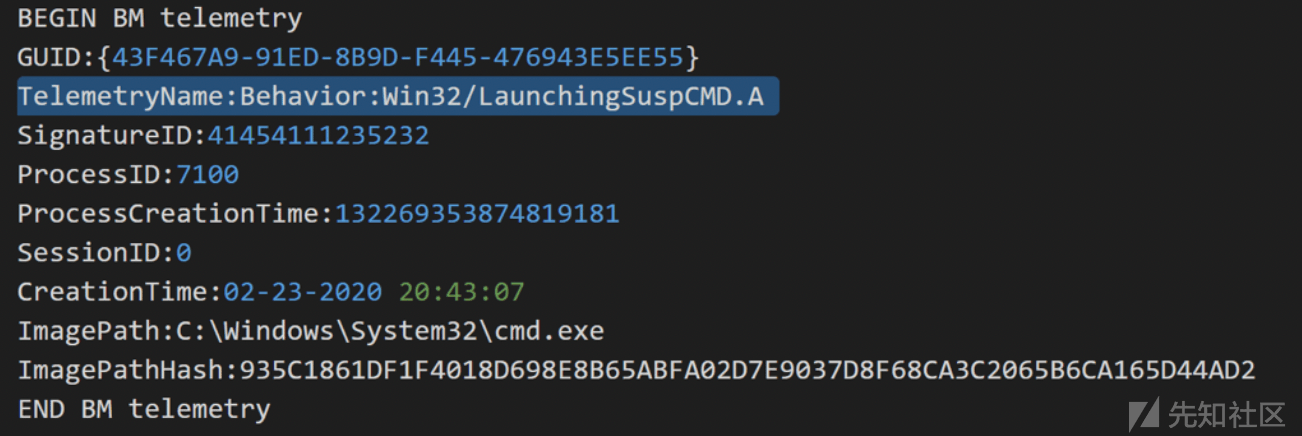 BEGIN BM telemetry
GUID:{43F467A9-91ED-8B9D-F445-476943E5EE55}
TelemetryName:Behavior:Win32/LaunchingSuspCMD.A
SignatureID:41454111235232
ProcessID:7100
ProcessCreationTime:132269353874819181
SessionID:0
CreationTime:02-23-2020 20:43:07
ImagePath:C:\Windows\System32\cmd.exe
ImagePathHash:935C1861DF1F4018D698E8B65ABFA02D7E9037D8F68CA3C2065B6CA165D44AD2
END BM telemetry
先知社区